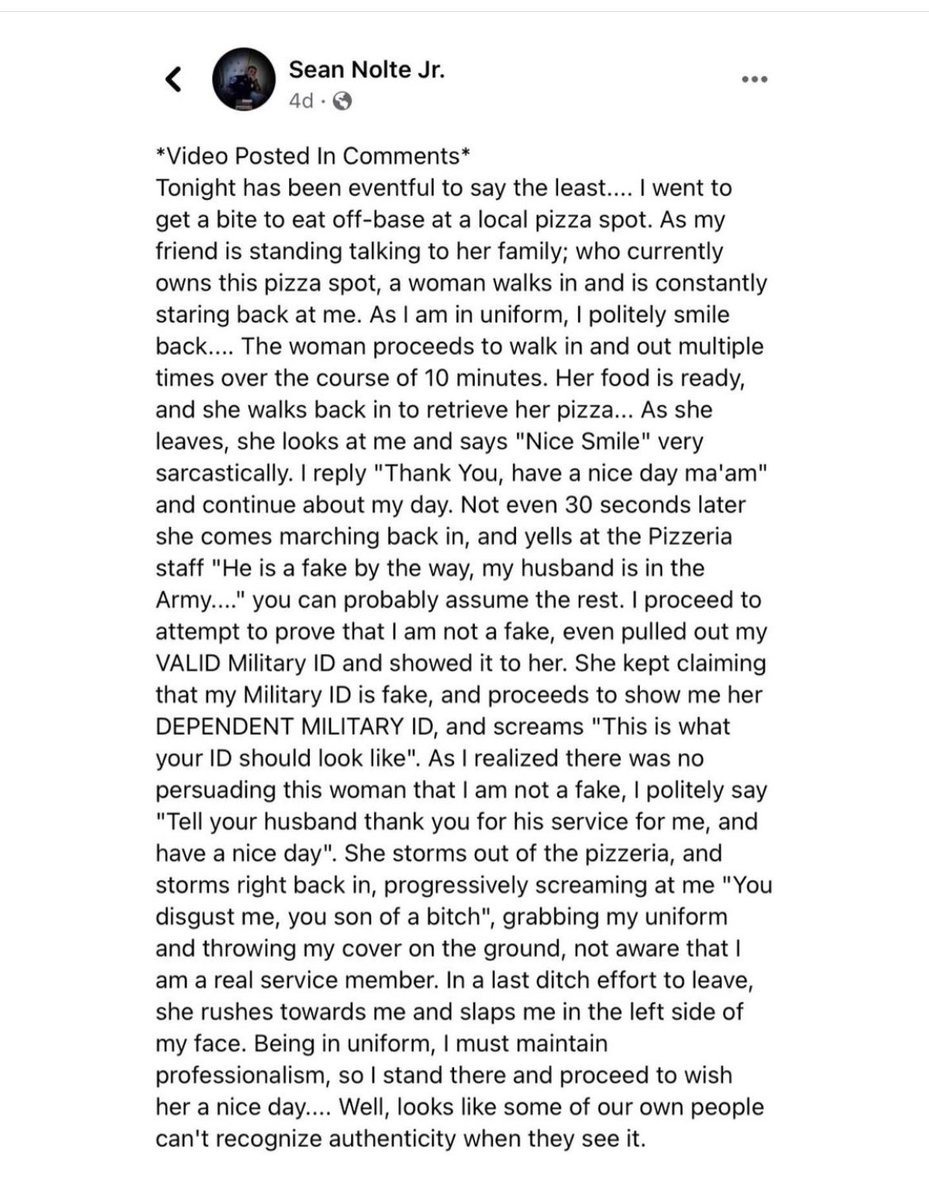 Sean Nolte Jr.
4d ·
*Video Posted In Comments*
Tonight has been eventful to say the least.... I went to
get a bite to eat off-base at a local pizza spot. As my
friend is standing talking to her family; who currently
owns this pizza spot, a woman walks in and is constantly
staring back at me. As I am in uniform, I politely smile
back.... The woman proceeds to walk in and out multiple
times over the course of 10 minutes. Her food is ready,
and she walks back in to retrieve her pizza... As she
leaves, she looks at me and says "Nice Smile" very
sarcastically. I reply "Thank You, have a nice day ma'am"
and continue about my day. Not even 30 seconds later
she comes marching back in, and yells at the Pizzeria
staff "He is a fake by the way, my husband is in the
Army...." you can probably assume the rest. I proceed to
attempt to prove that I am not a fake, even pulled out my
VALID Military ID and showed it to her. She kept claiming
that my Military ID is fake, and proceeds to show me her
DEPENDENT MILITARY ID, and screams "This is what
your ID should look like". As I realized there was no
persuading this woman that I am not a fake, I politely say
"Tell your husband thank you for his service for me, and
have a nice day". She storms out of the pizzeria, and
storms right back in, progressively screaming at me "You
disgust me, you son of a bitch", grabbing my uniform
and throwing my cover on the ground, not aware that I
am a real service member. In a last ditch effort to leave,
she rushes towards me and slaps me in the left side of
my face. Being in uniform, I must maintain
professionalism, so I stand there and proceed to wish
her a nice day.... Well, looks like some of our own people
can't recognize authenticity when they see it.